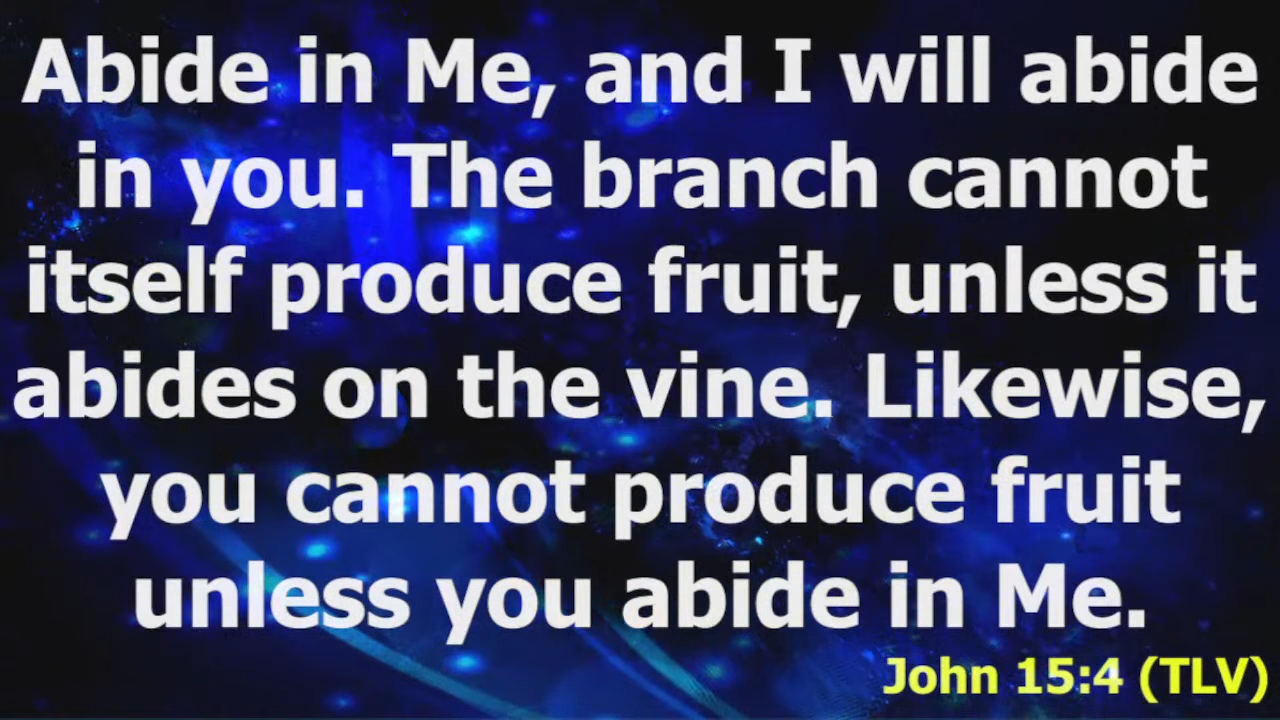 Abide in Me, and I will abide
in you. The branch cannot
itself produce fruit, unless it
abides on the vine. Likewise,
you cannot produce fruit
unless you abide in Me.
John 15:4 (TLV)